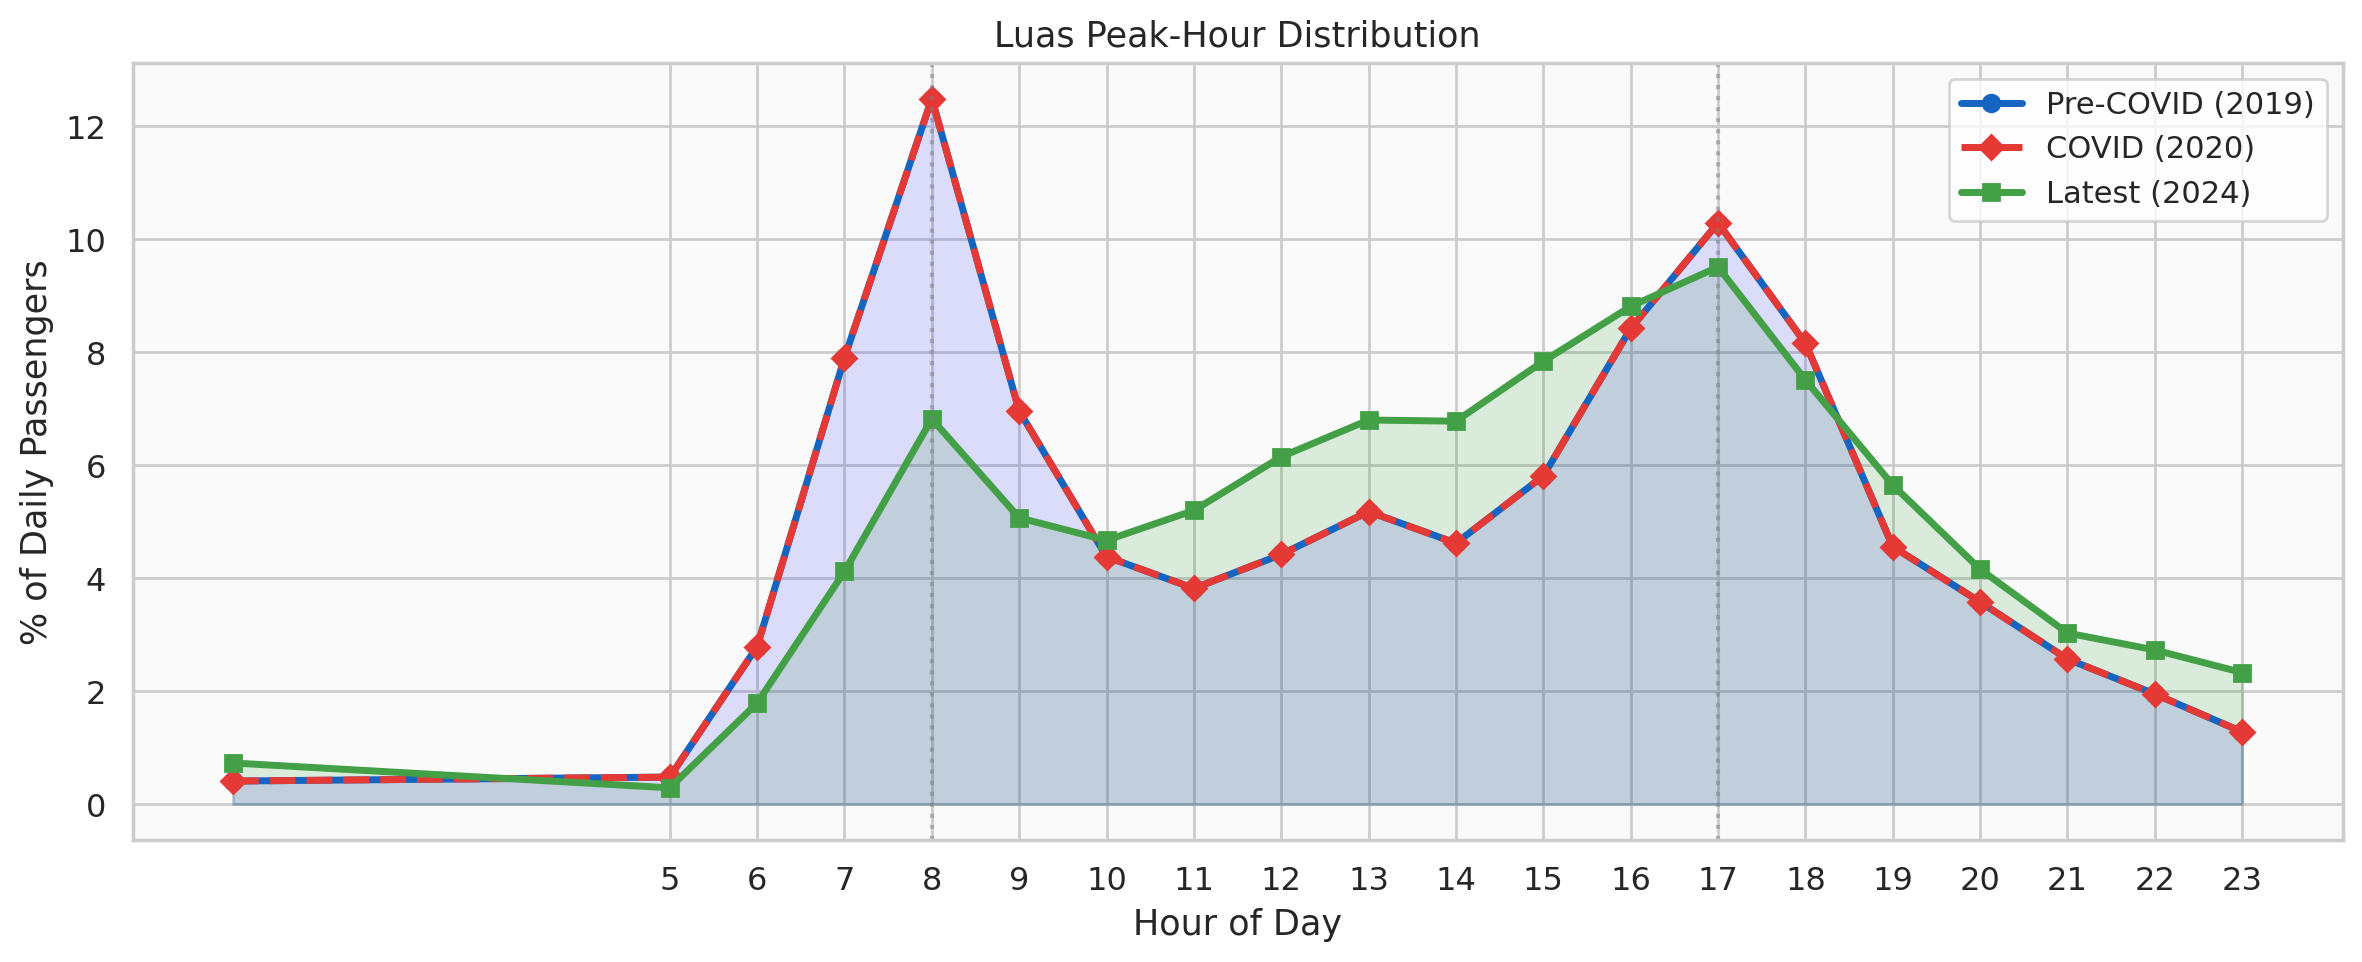 Luas Peak-Hour Distribution
Pre-COVID (2019)
COVID (2020)
Latest (2024)
% of Daily Passengers
12
10
8
6
4
2
0
5 6 7 8 9 10 11 12 13 14 15 16 17 18 19 20 21 22 23
Hour of Day